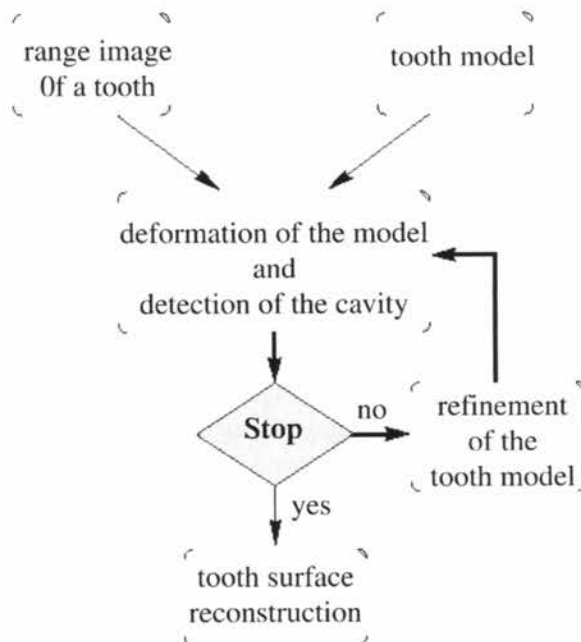 range image
0f a tooth
tooth model
deformation of the model
and
detection of the cavity
Stop
no
refinement
of the
tooth model
yes
tooth surface
reconstruction